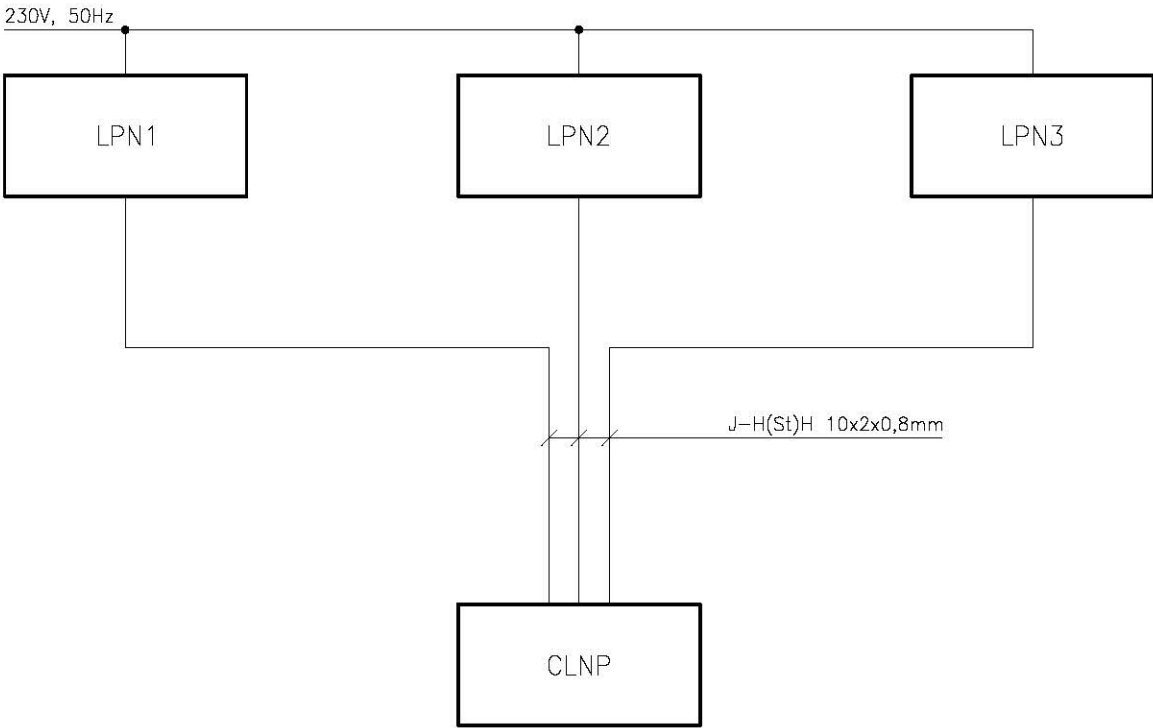 230V, 50Hz
LPN1
LPN2
LPN3
J-H(St)H 10x2x0,8mm
CLNP